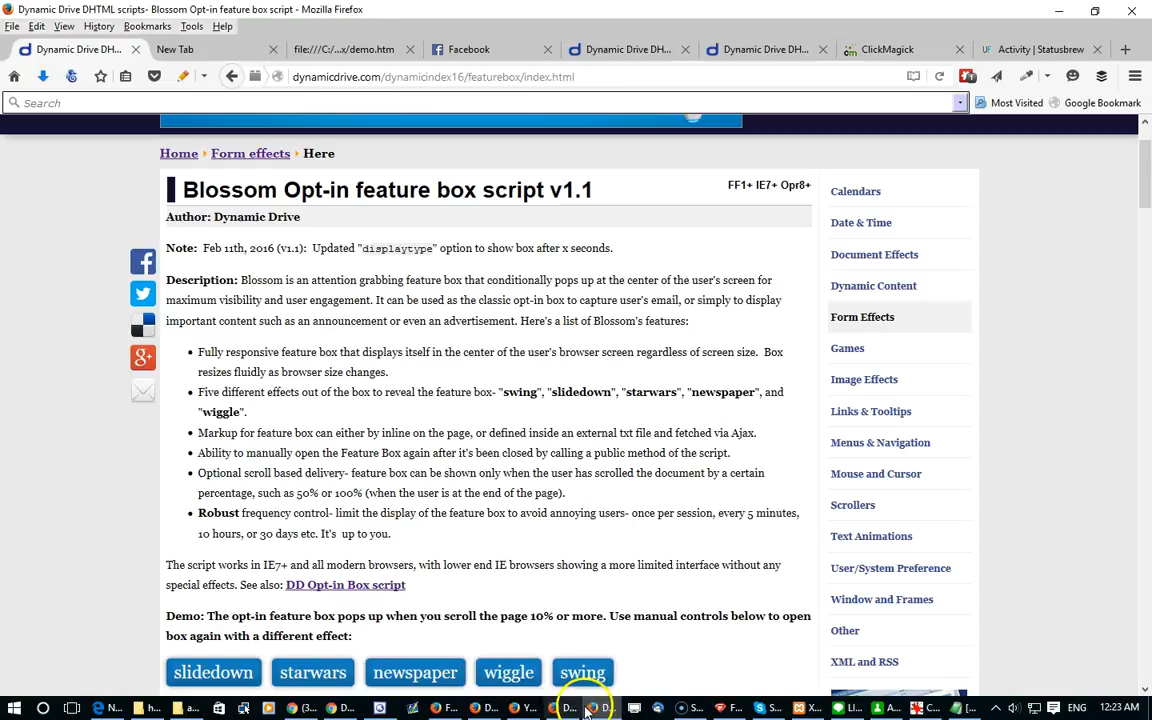 Dynamic Drive DHTML scripts- Blossom Opt-in feature box script - Mozilla Firefox
File Edit View History Bookmarks Tools Help
Dynamic Drive DH... New Tab file:///C:/...x/demo.htm Facebook Dynamic Drive DH... Dynamic Drive DH... ClickMagick Activity | Statusbrew
dynamicdrive.com/dynamicindex16/featurebox/index.html
Search Most Visited Google Bookmark
Home Form effects Here
Blossom Opt-in feature box script v1.1
FF1+ IE7+ Opr8+
Author: Dynamic Drive
Note: Feb 11th, 2016 (v1.1): Updated "displaytype" option to show box after x seconds.
Description: Blossom is an attention grabbing feature box that conditionally pops up at the center of the user's screen for
maximum visibility and user engagement. It can be used as the classic opt-in box to capture user's email, or simply to display
important content such as an announcement or even an advertisement. Here's a list of Blossom's features:
Fully responsive feature box that displays itself in the center of the user's browser screen regardless of screen size. Box
resizes fluidly as browser size changes.
Five different effects out of the box to reveal the feature box- "swing", "slidedown", "starwars", "newspaper", and
"wiggle".
Markup for feature box can either by inline on the page, or defined inside an external txt file and fetched via Ajax.
Ability to manually open the Feature Box again after it's been closed by calling a public method of the script.
Optional scroll based delivery- feature box can be shown only when the user has scrolled the document by a certain
percentage, such as 50% or 100% (when the user is at the end of the page).
Robust frequency control- limit the display of the feature box to avoid annoying users- once per session, every 5 minutes,
10 hours, or 30 days etc. It's up to you.
The script works in IE7+ and all modern browsers, with lower end IE browsers showing a more limited interface without any
special effects. See also: DD Opt-in Box script
Demo: The opt-in feature box pops up when you scroll the page 10% or more. Use manual controls below to open
box again with a different effect:
slidedown starwars newspaper wiggle swing
Calendars
Date & Time
Document Effects
Dynamic Content
Form Effects
Games
Image Effects
Links & Tooltips
Menus & Navigation
Mouse and Cursor
Scrollers
Text Animations
User/System Preference
Window and Frames
Other
XML and RSS
N... h... a... (3... D... F... D... Y... D... D... S... F... S... X... LI... A... C... [... ENG 12:23 AM